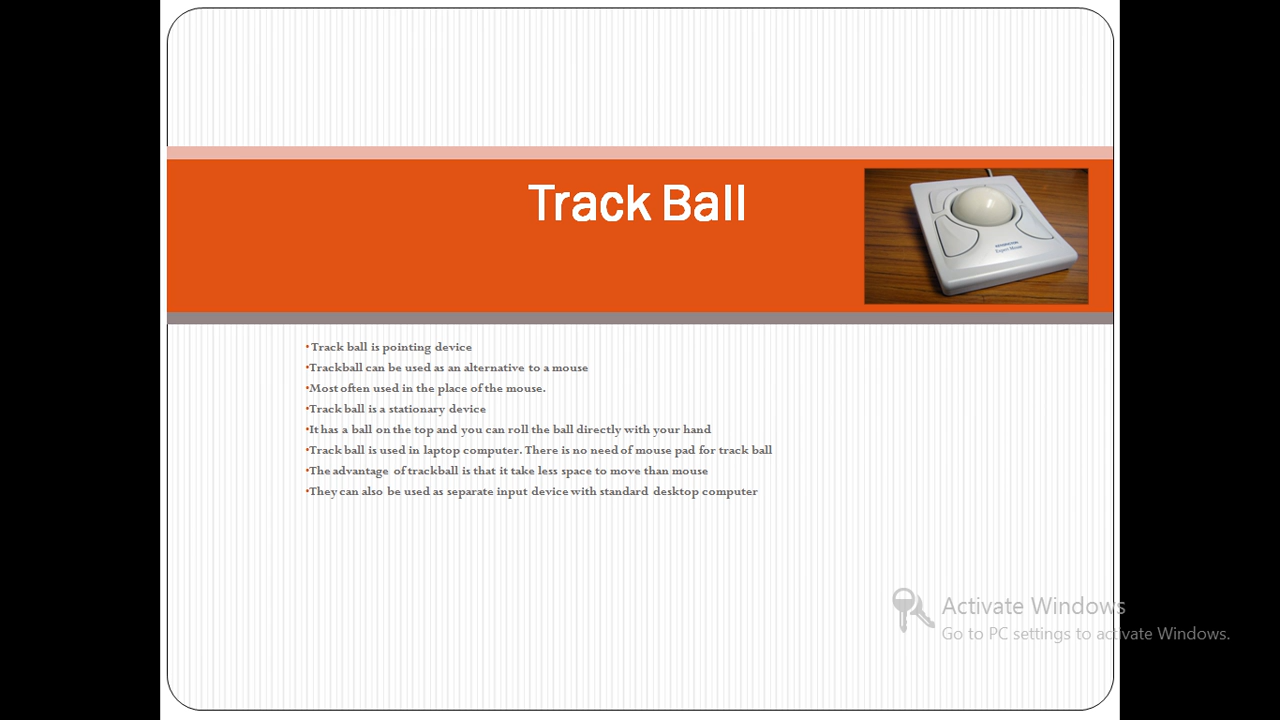 Track Ball
Expert Mouse
•Track ball is pointing device
•Trackball can be used as an alternative to a mouse
•Most often used in the place of the mouse.
•Track ball is a stationary device
•It has a ball on the top and you can roll the ball directly with your hand
•Track ball is used in laptop computer. There is no need of mouse pad for track ball
•The advantage of trackball is that it take less space to move than mouse
•They can also be used as separate input device with standard desktop computer
Activate Windows
Go to PC settings to activate Windows.